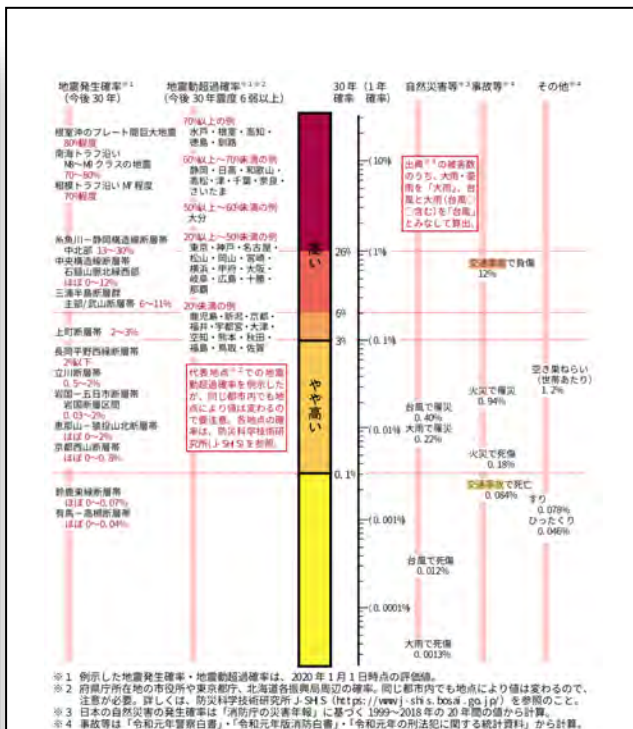 地震発生確率※1
(今後30年)
地震動超過確率※1※2
(今後30年震度6弱以上)
30年
確率
(1年
確率)
自然災害等※3
事故等※4
その他※4
根室沖のプレート間巨大地震
80%程度
南海トラフ沿い
M8~M9クラスの地震
70~80%
相模トラフ沿いM7程度
70%程度
糸魚川-静岡構造線断層帯
中北部 13~30%
中央構造線断層帯
石鎚山脈北縁西部
ほぼ0~12%
三浦半島断層群
主部/武山断層帯 6~11%
上町断層帯 2~3%
長岡平野西縁断層帯
2%以下
立川断層帯
0.5~2%
岩国-五日市断層帯
岩国断層区間
0.03~2%
恵那山-猿投山北断層帯
ほぼ0~2%
京都西山断層帯
ほぼ0~0.8%
鈴鹿東縁断層帯
ほぼ0~0.07%
有馬-高槻断層帯
ほぼ0~0.04%
70%以上の例
水戸・根室・高知・
徳島・釧路
60%以上~70%未満の例
静岡・日高・和歌山・
高松・津・千葉・奈良・
さいたま
50%以上~60%未満の例
大分
20%以上~50%未満の例
東京・神戸・名古屋・
松山・岡山・宮崎・
横浜・甲府・大阪・
岐阜・広島・十勝・
那覇
20%未満の例
鹿児島・新潟・京都・
福井・宇都宮・大津・
空知・熊本・秋田・
福島・鳥取・佐賀
代表地点※2での地震
動超過確率を例示した
が、同じ都市内でも地
点により値は変わるので
要注意。各地点の確
率は、防災科学技術研
究所(J-SHIS)を参照。
高い
やや高い
26%
6%
3%
0.1%
(10%
(1%
(0.1%
(0.01%
(0.001%
(0.0001%
出典※3の被害数
のうち、大雨・豪
雨を「大雨」、台
風と大雨(台風
含む)を「台風」
とみなして算出。
台風で罹災
0.40%
大雨で罹災
0.22%
台風で死傷
0.012%
大雨で死傷
0.0013%
交通事故で負傷
12%
火災で罹災
0.94%
火災で死傷
0.18%
交通事故で死亡
0.084%
空き巣ねらい
(世帯あたり)
1.2%
すり
0.078%
ひったくり
0.046%
※1 例示した地震発生確率・地震動超過確率は、2020年1月1日時点の評価値。
※2 府県庁所在地の市役所や東京都庁、北海道各振興局周辺の確率。同じ都市内でも地点により値は変わるので、
注意が必要。詳しくは、防災科学技術研究所J-SHIS (https://www.j-shis.bosai.go.jp/) を参照のこと。
※3 日本の自然災害の発生確率は「消防庁の災害年報」に基づく1999~2018年の20年間の値から計算。
※4 事故等は「令和元年警察白書」・「令和元年版消防白書」・「令和元年の刑法犯に関する統計資料」から計算。